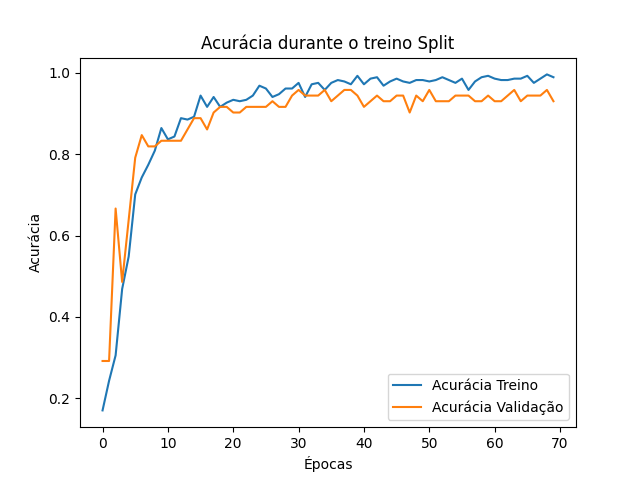 Acurácia durante o treino Split
1.0
0.8
0.6
0.4
0.2
Acurácia
Acurácia Treino
Acurácia Validação
0 10 20 30 40 50 60 70
Épocas